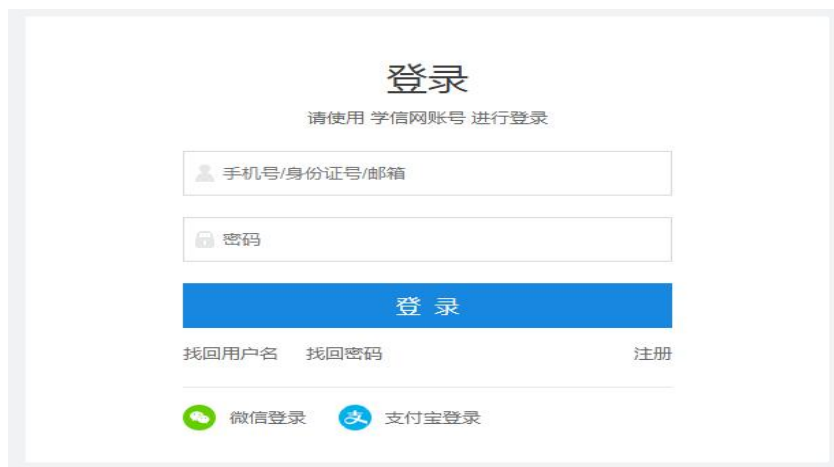 登录
请使用 学信网账号 进行登录
手机号/身份证号/邮箱
密码
登 录
找回用户名 找回密码 注册
微信登录 支付宝登录